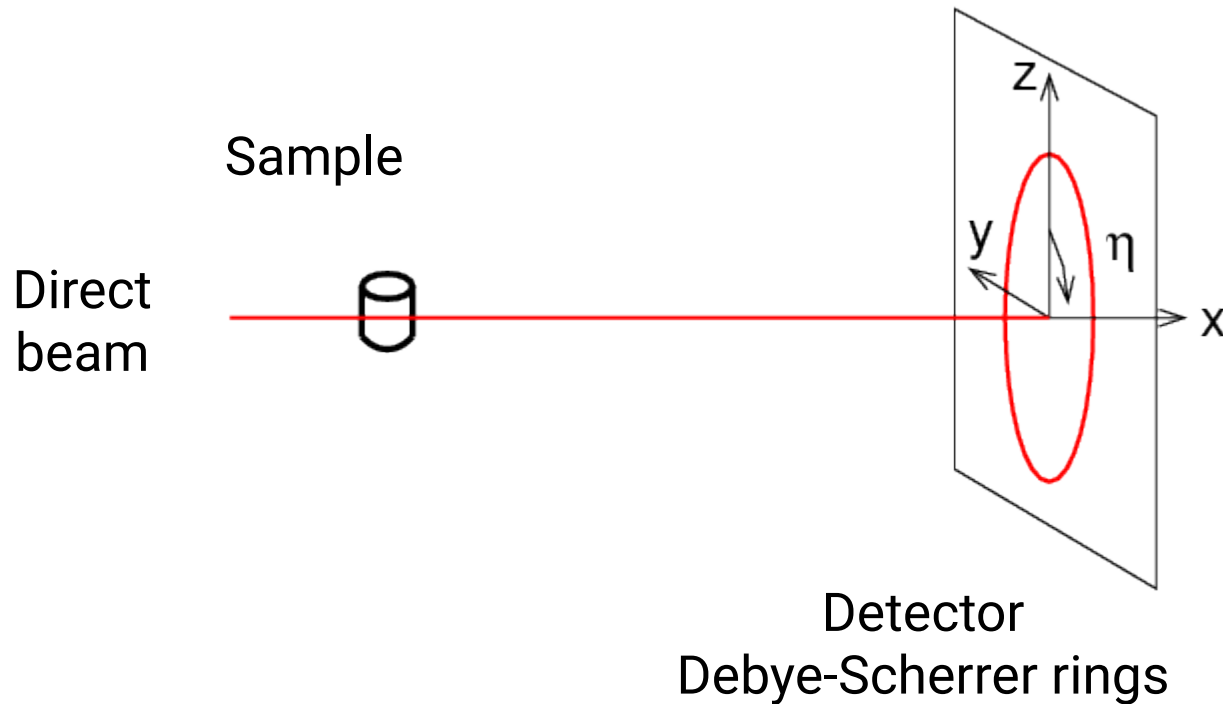 Sample
Direct
beam
z
y
η
x
Detector
Debye-Scherrer rings